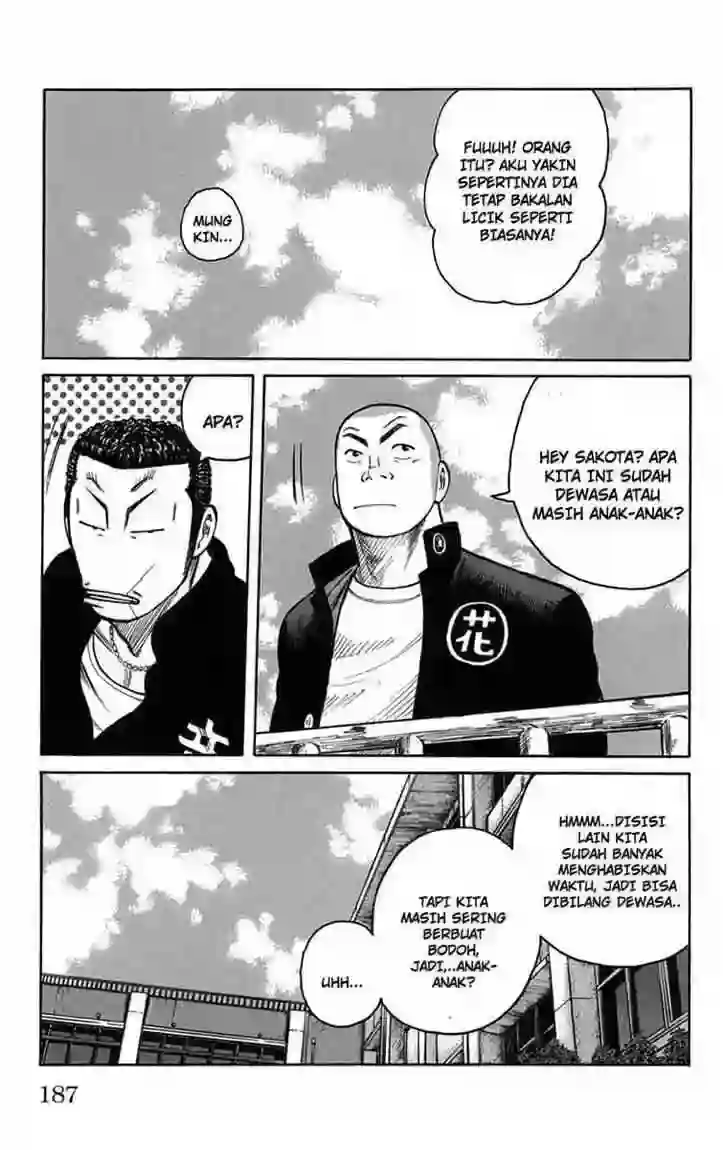 FUUUH! ORANG
ITU? AKU YAKIN
SEPERTINYA DIA
TETAP BAKALAN
LICIK SEPERTI
BIASANYA!
MUNG
KIN...
HEY SAKOTA? APA
KITA INI SUDAH
DEWASA ATAU
MASIH ANAK-ANAK?
花
APA?
HMMM...DISISI
LAIN KITA
SUDAH BANYAK
MENGHABISKAN
WAKTU, JADI BISA
DIBILANG DEWASA..
TAPI KITA
MASIH SERING
BERBUAT
BODOH,
JADI,..ANAK-
ANAK?
UHH...
187